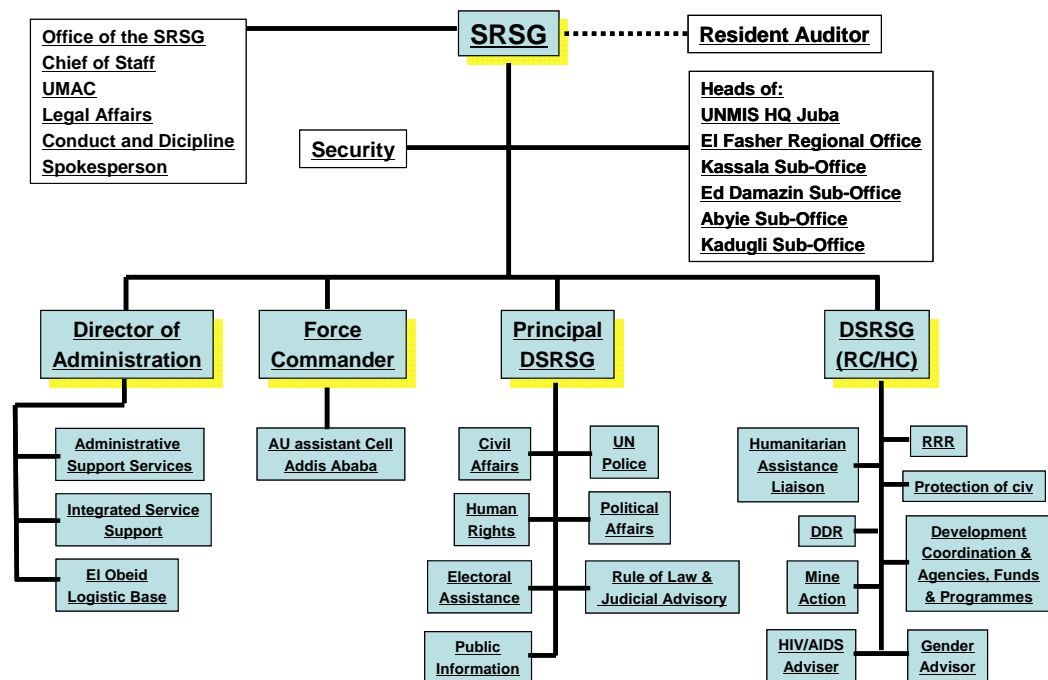 Office of the SRSG
Chief of Staff
UMAC
Legal Affairs
Conduct and Dicipline
Spokesperson
SRSG
Resident Auditor
Security
Heads of:
UNMIS HQ Juba
El Fasher Regional Office
Kassala Sub-Office
Ed Damazin Sub-Office
Abyie Sub-Office
Kadugli Sub-Office
Director of
Administration
Force
Commander
Principal
DSRSG
DSRSG
(RC/HC)
Administrative
Support Services
Integrated Service
Support
El Obeid
Logistic Base
AU assistant Cell
Addis Ababa
Civil
Affairs
UN
Police
Human
Rights
Political
Affairs
Electoral
Assistance
Rule of Law &
Judicial Advisory
Public
Information
Humanitarian
Assistance
Liaison
RRR
Protection of civ
DDR
Development
Coordination &
Agencies, Funds
& Programmes
Mine
Action
HIV/AIDS
Adviser
Gender
Advisor